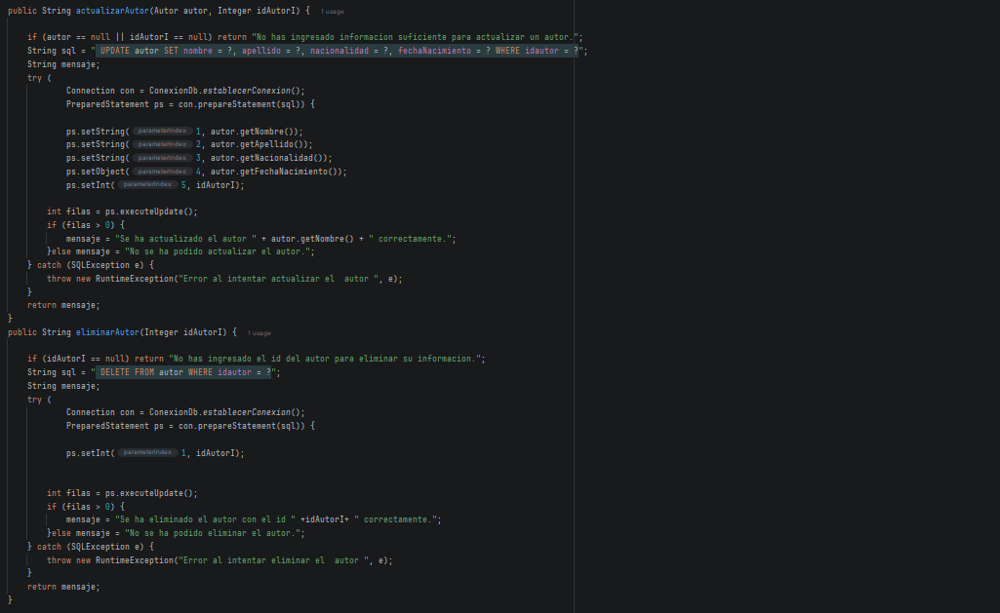 public String actualizarAutor(Autor autor, Integer idAutorI) { 1 usage
if (autor == null || idAutorI == null) return "No has ingresado informacion suficiente para actualizar un autor.";
String sql = " UPDATE autor SET nombre = ?, apellido = ?, nacionalidad = ?, fechaNacimiento = ? WHERE idautor = ?";
String mensaje;
try (
Connection con = ConexionDb.establecerConexion();
PreparedStatement ps = con.prepareStatement(sql)) {
ps.setString( parameterIndex: 1, autor.getNombre());
ps.setString( parameterIndex: 2, autor.getApellido());
ps.setString( parameterIndex: 3, autor.getNacionalidad());
ps.setObject( parameterIndex: 4, autor.getFechaNacimiento());
ps.setInt( parameterIndex: 5, idAutorI);
int filas = ps.executeUpdate();
if (filas > 0) {
mensaje = "Se ha actualizado el autor " + autor.getNombre() + " correctamente.";
}else mensaje = "No se ha podido actualizar el autor.";
} catch (SQLException e) {
throw new RuntimeException("Error al intentar actualizar el  autor ", e);
}
return mensaje;
}
public String eliminarAutor(Integer idAutorI) { 1 usage
if (idAutorI == null) return "No has ingresado el id del autor para eliminar su informacion.";
String sql = " DELETE FROM autor WHERE idautor = ?";
String mensaje;
try (
Connection con = ConexionDb.establecerConexion();
PreparedStatement ps = con.prepareStatement(sql)) {
ps.setInt( parameterIndex: 1, idAutorI);
int filas = ps.executeUpdate();
if (filas > 0) {
mensaje = "Se ha eliminado el autor con el id " +idAutorI+ " correctamente.";
}else mensaje = "No se ha podido eliminar el autor.";
} catch (SQLException e) {
throw new RuntimeException("Error al intentar eliminar el  autor ", e);
}
return mensaje;
}